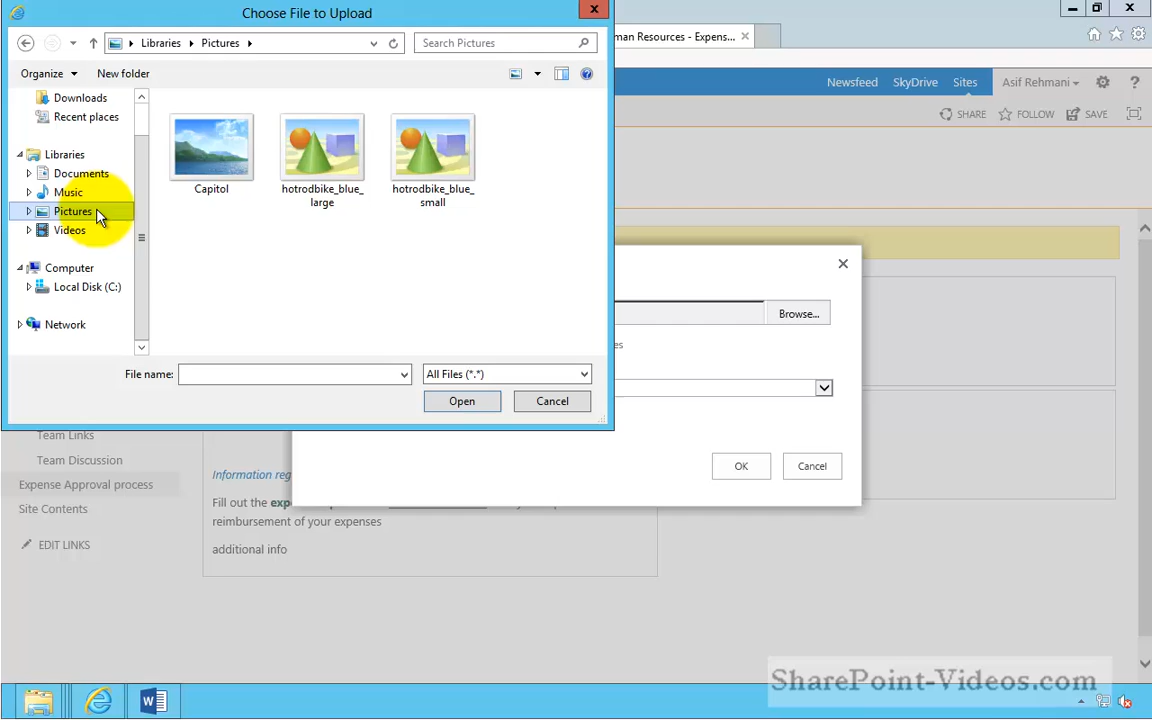 Choose File to Upload
Libraries
Pictures
Search Pictures
man Resources - Expens...
Organize
New folder
Newsfeed
SkyDrive
Sites
Asif Rehmani
?
SHARE
FOLLOW
SAVE
Downloads
Recent places
Libraries
Documents
Music
Pictures
Videos
Computer
Local Disk (C:)
Network
Capitol
hotrodbike_blue_
large
hotrodbike_blue_
small
Browse...
es
File name:
All Files (*.*)
Open
Cancel
OK
Cancel
Team Links
Team Discussion
Expense Approval process
Site Contents
EDIT LINKS
Information reg
Fill out the exp
reimbursement of your expenses
additional info
SharePoint-Videos.com